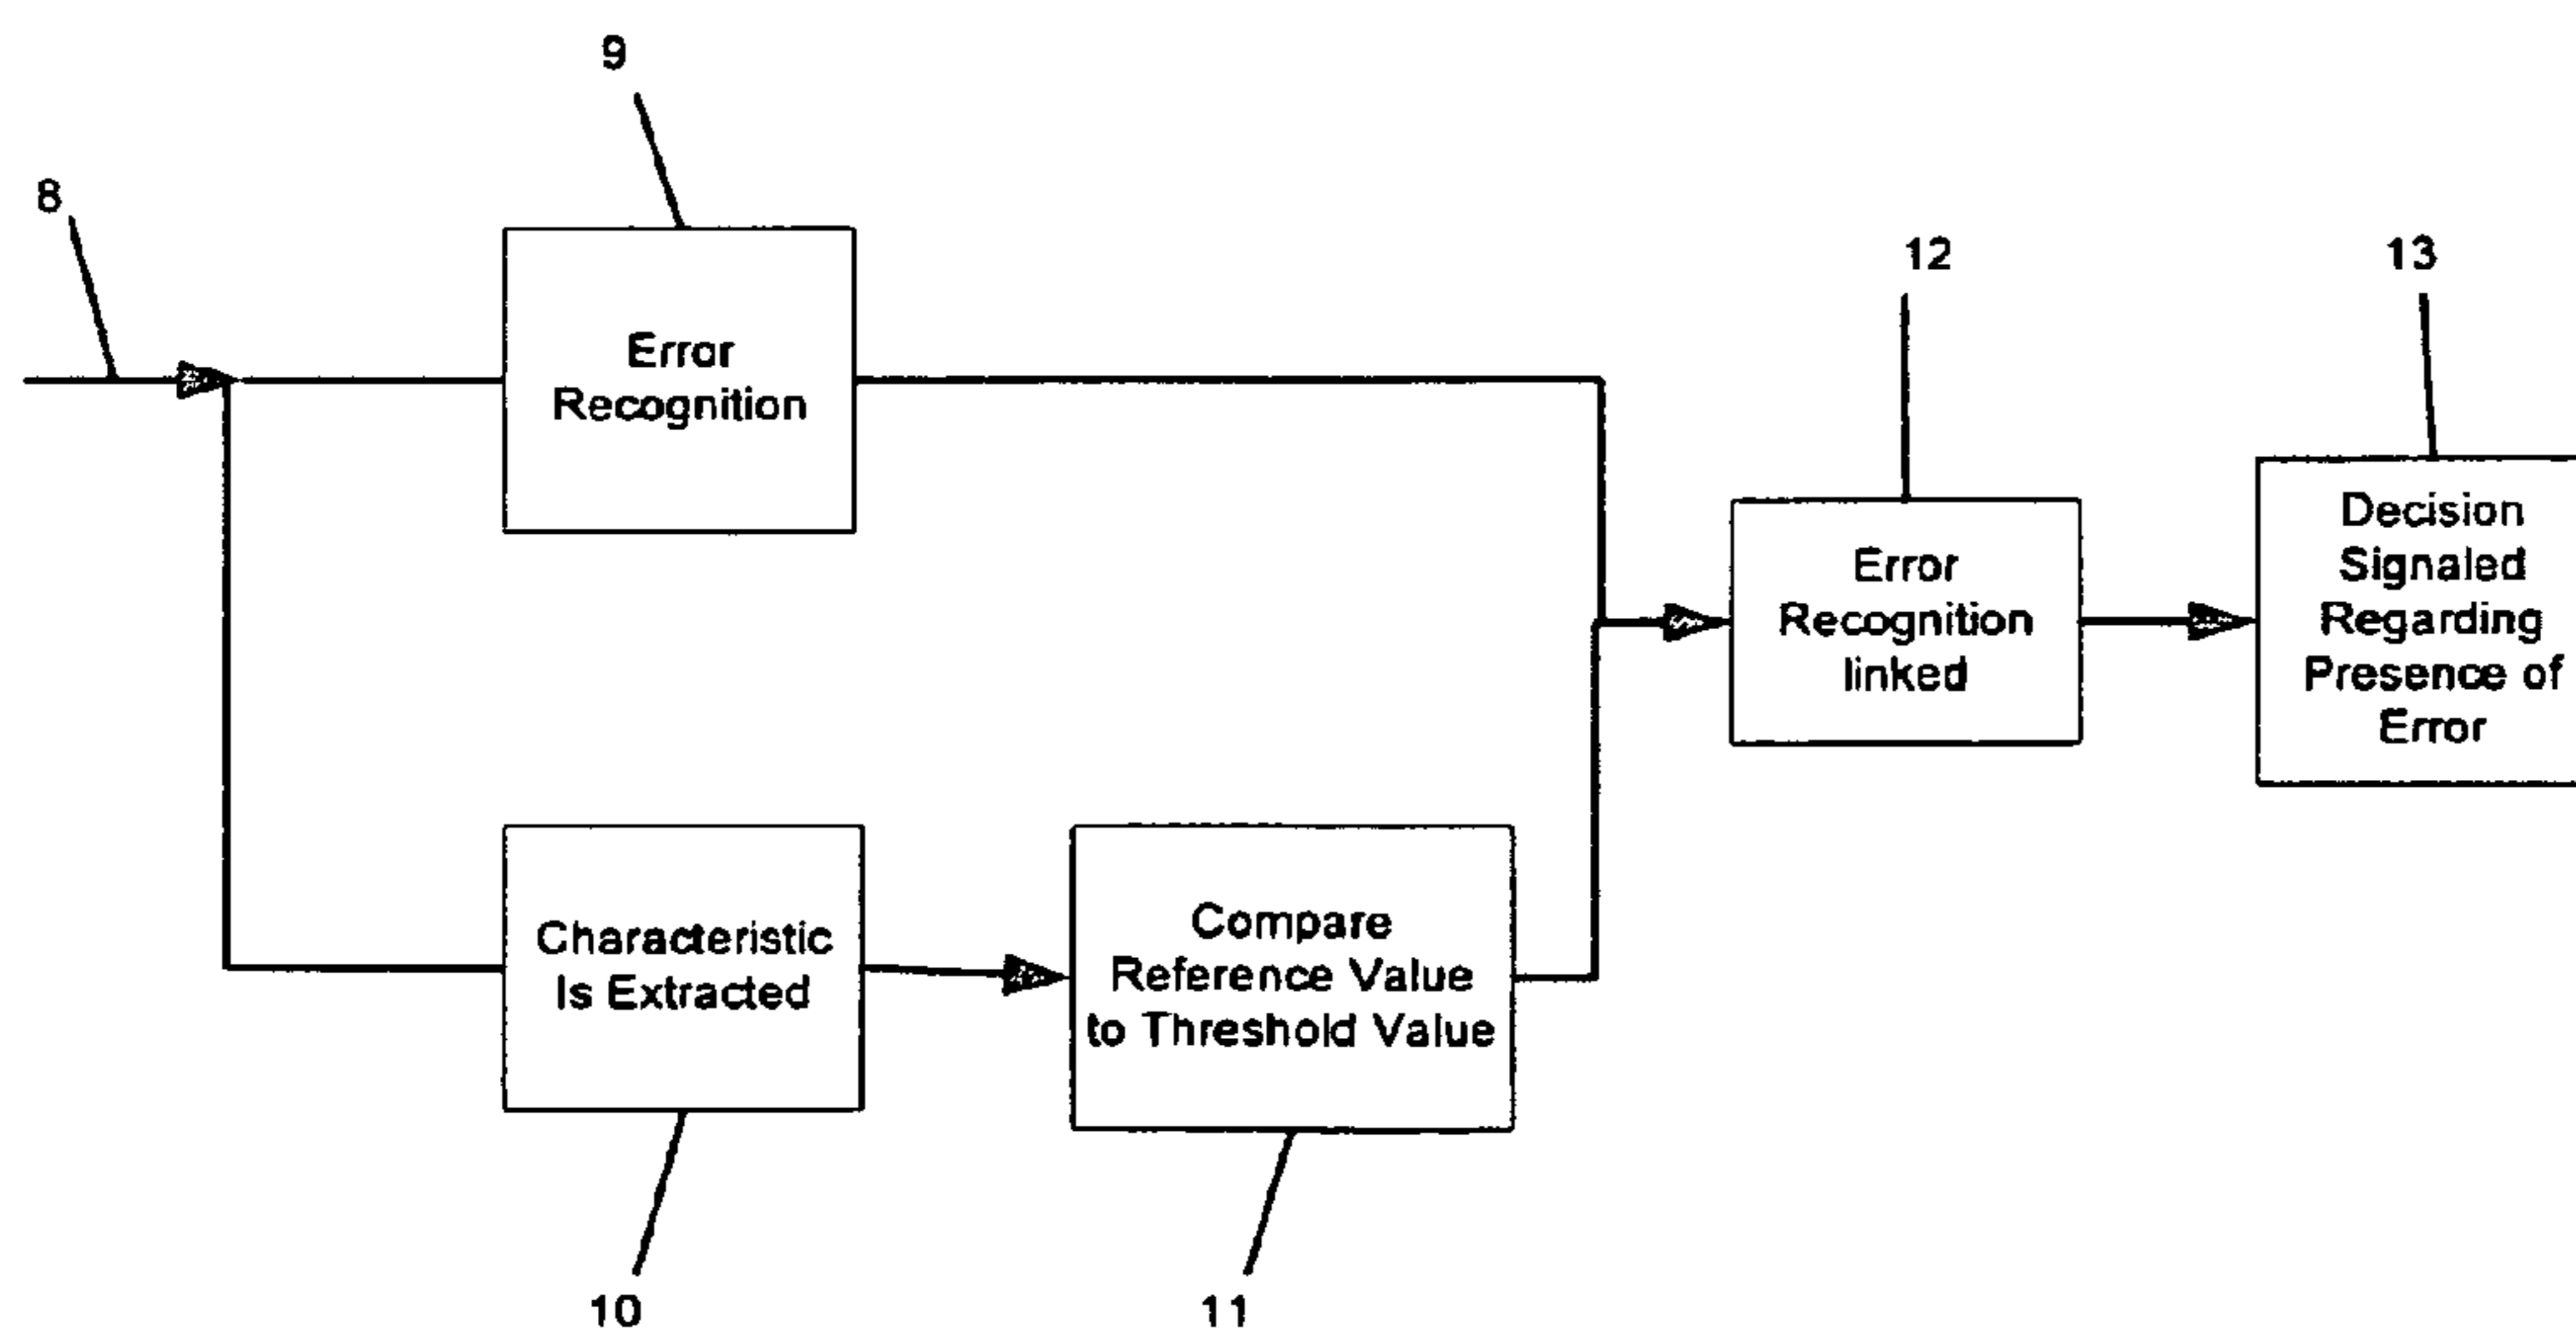 9
8
12
13
Error
Recognition
Error
Recognition
linked
Decision
Signaled
Regarding
Presence of
Error
Characteristic
Is Extracted
Compare
Reference Value
to Threshold Value
10
11